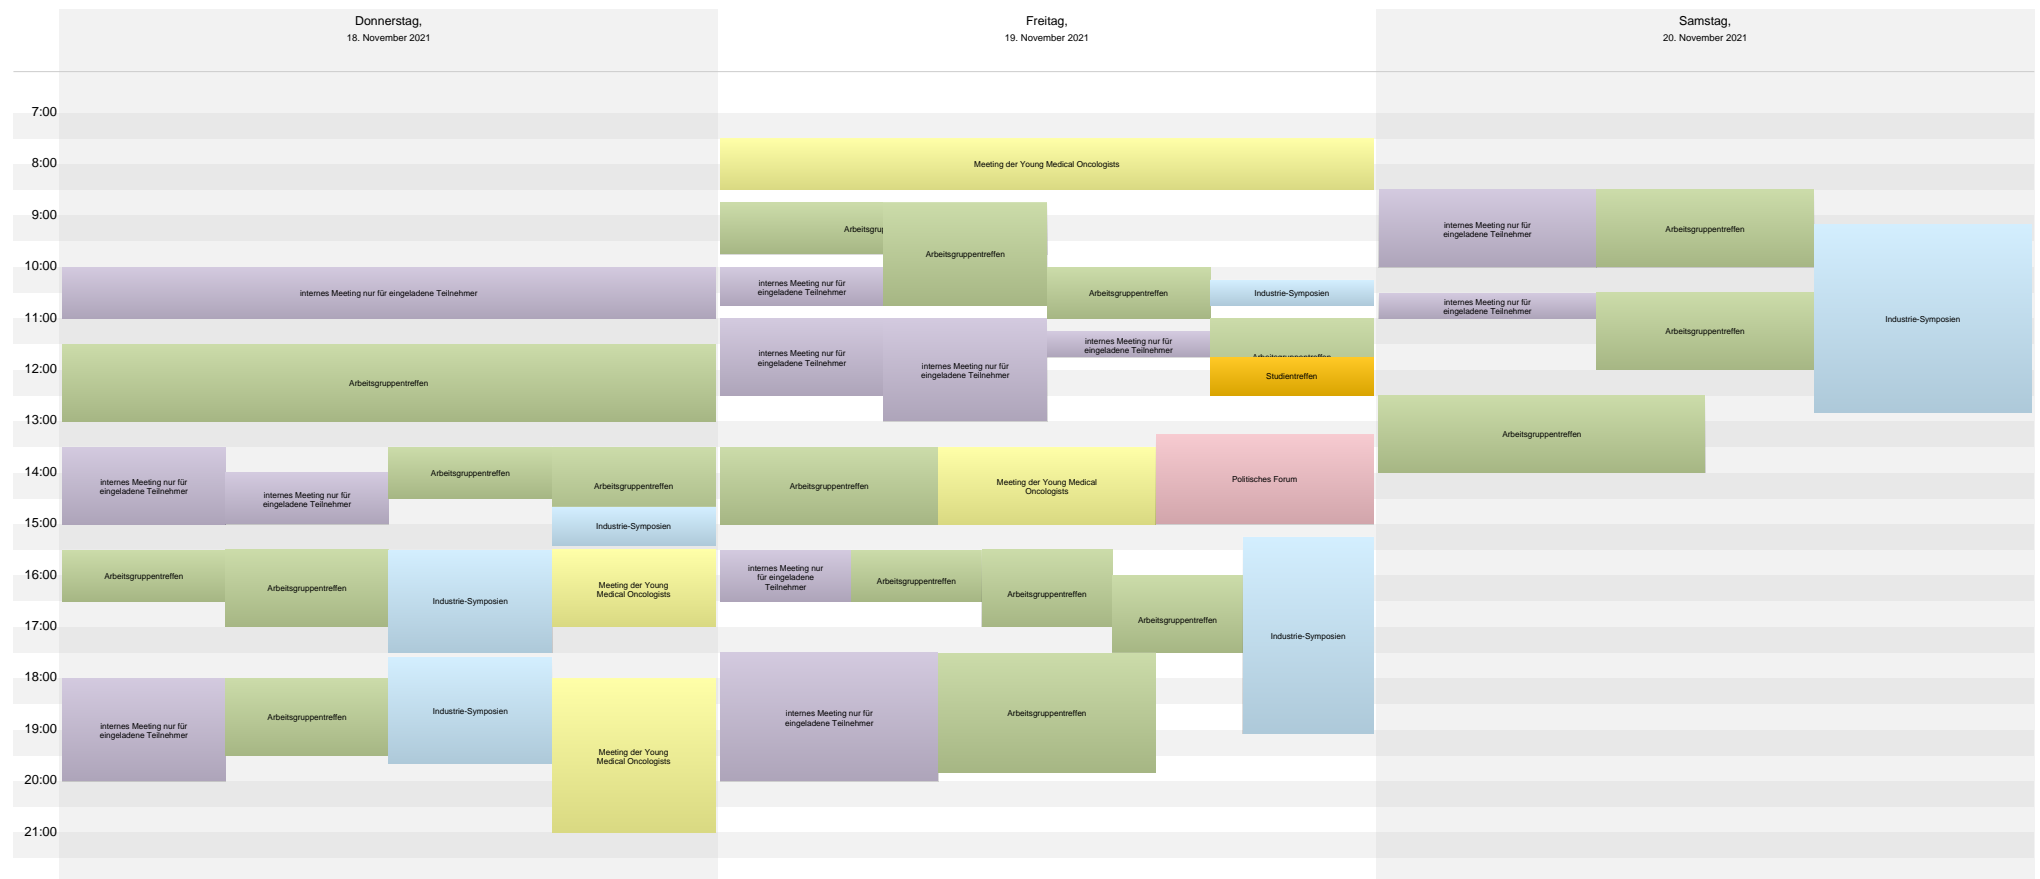 Donnerstag,
18. November 2021
Freitag,
19. November 2021
Samstag,
20. November 2021
7:00
8:00
9:00
10:00
11:00
12:00
13:00
14:00
15:00
16:00
17:00
18:00
19:00
20:00
21:00
internes Meeting nur für eingeladene Teilnehmer
Arbeitsgruppentreffen
internes Meeting nur für
eingeladene Teilnehmer
internes Meeting nur für
eingeladene Teilnehmer
Arbeitsgruppentreffen
Arbeitsgruppentreffen
Industrie-Symposien
Arbeitsgruppentreffen
Arbeitsgruppentreffen
Industrie-Symposien
Meeting der Young
Medical Oncologists
internes Meeting nur für
eingeladene Teilnehmer
Arbeitsgruppentreffen
Industrie-Symposien
Meeting der Young
Medical Oncologists
Meeting der Young Medical Oncologists
Arbeitsgrup
Arbeitsgruppentreffen
internes Meeting nur für
eingeladene Teilnehmer
Arbeitsgruppentreffen
Industrie-Symposien
internes Meeting nur für
eingeladene Teilnehmer
internes Meeting nur für
eingeladene Teilnehmer
internes Meeting nur für
eingeladene Teilnehmer
Arbeitsgruppentreffen
Studientreffen
Arbeitsgruppentreffen
Meeting der Young Medical
Oncologists
Politisches Forum
internes Meeting nur
für eingeladene
Teilnehmer
Arbeitsgruppentreffen
Arbeitsgruppentreffen
Arbeitsgruppentreffen
Industrie-Symposien
internes Meeting nur für
eingeladene Teilnehmer
Arbeitsgruppentreffen
internes Meeting nur für
eingeladene Teilnehmer
Arbeitsgruppentreffen
Industrie-Symposien
internes Meeting nur für
eingeladene Teilnehmer
Arbeitsgruppentreffen
Arbeitsgruppentreffen